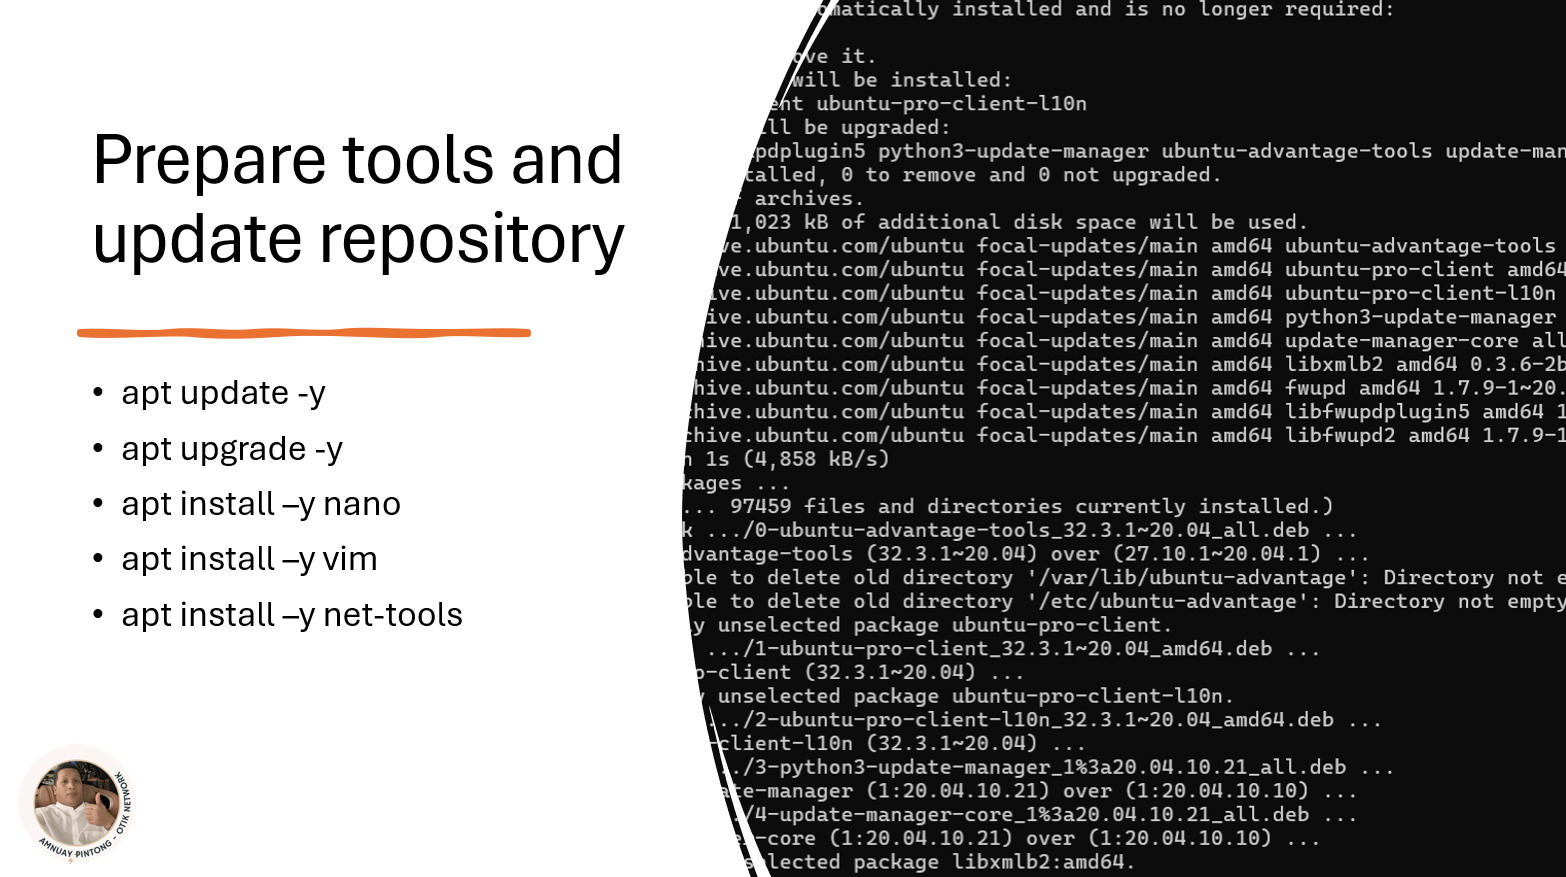 Prepare tools and
update repository
• apt update -y
• apt upgrade -y
• apt install –y nano
• apt install –y vim
• apt install –y net-tools
AMNUAY PINTONG - OTIK NETWORK
omatically installed and is no longer required:
ove it.
will be installed:
ent ubuntu-pro-client-l10n
ll be upgraded:
pdplugin5 python3-update-manager ubuntu-advantage-tools update-man
talled, 0 to remove and 0 not upgraded.
archives.
1,023 kB of additional disk space will be used.
ve.ubuntu.com/ubuntu focal-updates/main amd64 ubuntu-advantage-tools
ve.ubuntu.com/ubuntu focal-updates/main amd64 ubuntu-pro-client amd64
ive.ubuntu.com/ubuntu focal-updates/main amd64 ubuntu-pro-client-l10n
ive.ubuntu.com/ubuntu focal-updates/main amd64 python3-update-manager
hive.ubuntu.com/ubuntu focal-updates/main amd64 update-manager-core all
hive.ubuntu.com/ubuntu focal-updates/main amd64 libxmlb2 amd64 0.3.6-2b
hive.ubuntu.com/ubuntu focal-updates/main amd64 fwupd amd64 1.7.9-1~20.
chive.ubuntu.com/ubuntu focal-updates/main amd64 libfwupdplugin5 amd64 1
chive.ubuntu.com/ubuntu focal-updates/main amd64 libfwupd2 amd64 1.7.9-1
n 1s (4,858 kB/s)
kages ...
... 97459 files and directories currently installed.)
k .../0-ubuntu-advantage-tools_32.3.1~20.04_all.deb ...
dvantage-tools (32.3.1~20.04) over (27.10.1~20.04.1) ...
ble to delete old directory '/var/lib/ubuntu-advantage': Directory not e
ble to delete old directory '/etc/ubuntu-advantage': Directory not empty
ly unselected package ubuntu-pro-client.
.../1-ubuntu-pro-client_32.3.1~20.04_amd64.deb ...
o-client (32.3.1~20.04) ...
y unselected package ubuntu-pro-client-l10n.
.../2-ubuntu-pro-client-l10n_32.3.1~20.04_amd64.deb ...
-client-l10n (32.3.1~20.04) ...
../3-python3-update-manager_1%3a20.04.10.21_all.deb ...
ate-manager (1:20.04.10.21) over (1:20.04.10.10) ...
./4-update-manager-core_1%3a20.04.10.21_all.deb ...
er-core (1:20.04.10.21) over (1:20.04.10.10) ...
selected package libxmlb2:amd64.